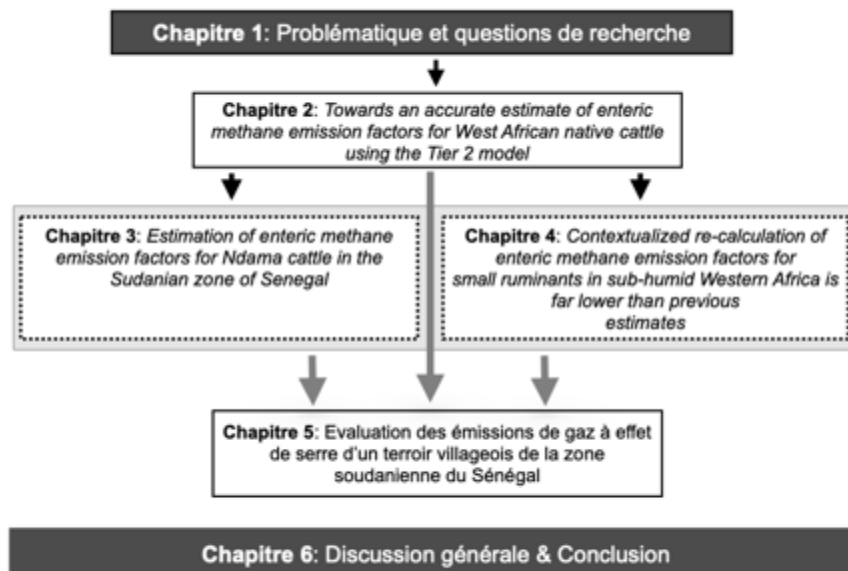 Chapitre 1: Problématique et questions de recherche
Chapitre 2: Towards an accurate estimate of enteric
methane emission factors for West African native cattle
using the Tier 2 model
Chapitre 3: Estimation of enteric methane
emission factors for Ndama cattle in the
Sudanian zone of Senegal
Chapitre 4: Contextualized re-calculation of
enteric methane emission factors for
small ruminants in sub-humid Western Africa is
far lower than previous
estimates
Chapitre 5: Evaluation des émissions de gaz à effet
de serre d'un terroir villageois de la zone
soudanienne du Sénégal
Chapitre 6: Discussion générale & Conclusion